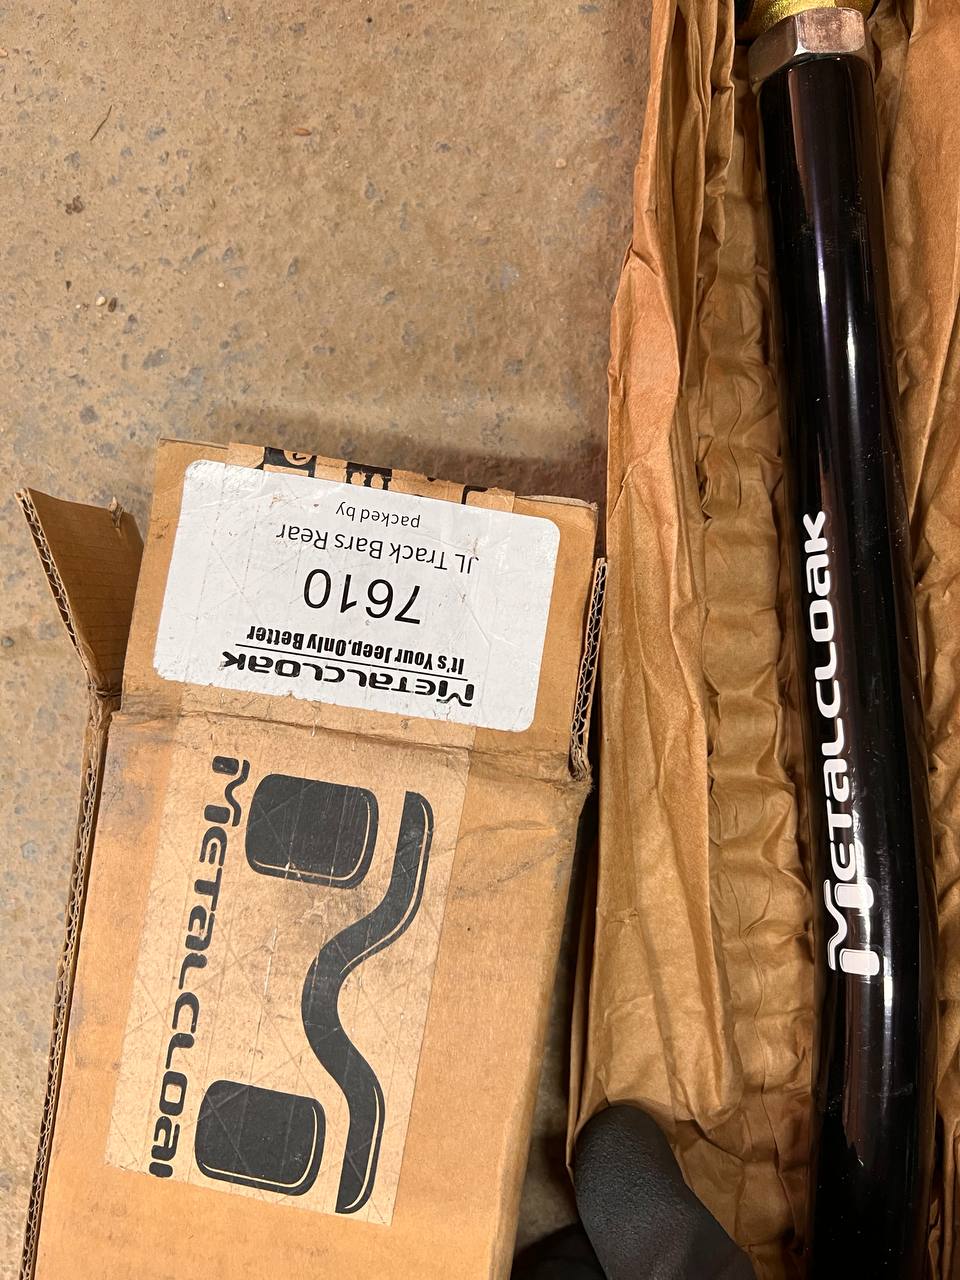 METALCLOAK
It's Your Jeep,Only Better
7610
JL Track Bars Rear
packed by
METALCLOAK
METALCLOAK